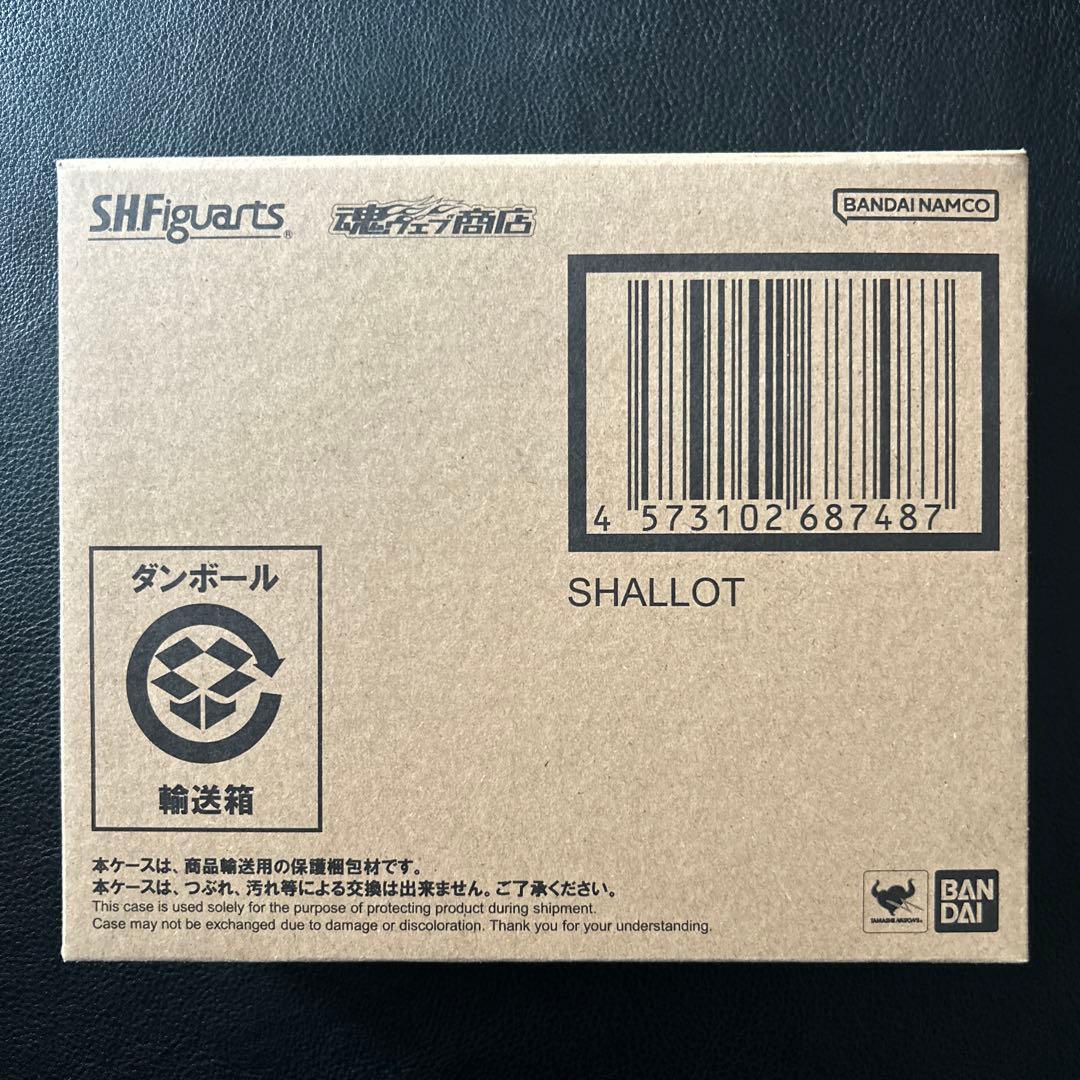 S.H.Figuarts®
魂ウェブ商店
BANDAI NAMCO
4 573102 687487
SHALLOT
ダンボール
輸送箱
本ケースは、商品輸送用の保護梱包材です。
本ケースは、つぶれ、汚れ等による交換は出来ません。ご了承ください。
This case is used solely for the purpose of protecting product during shipment.
Case may not be exchanged due to damage or discoloration. Thank you for your understanding.
TAMASHII NATIONS
BAN
DAI